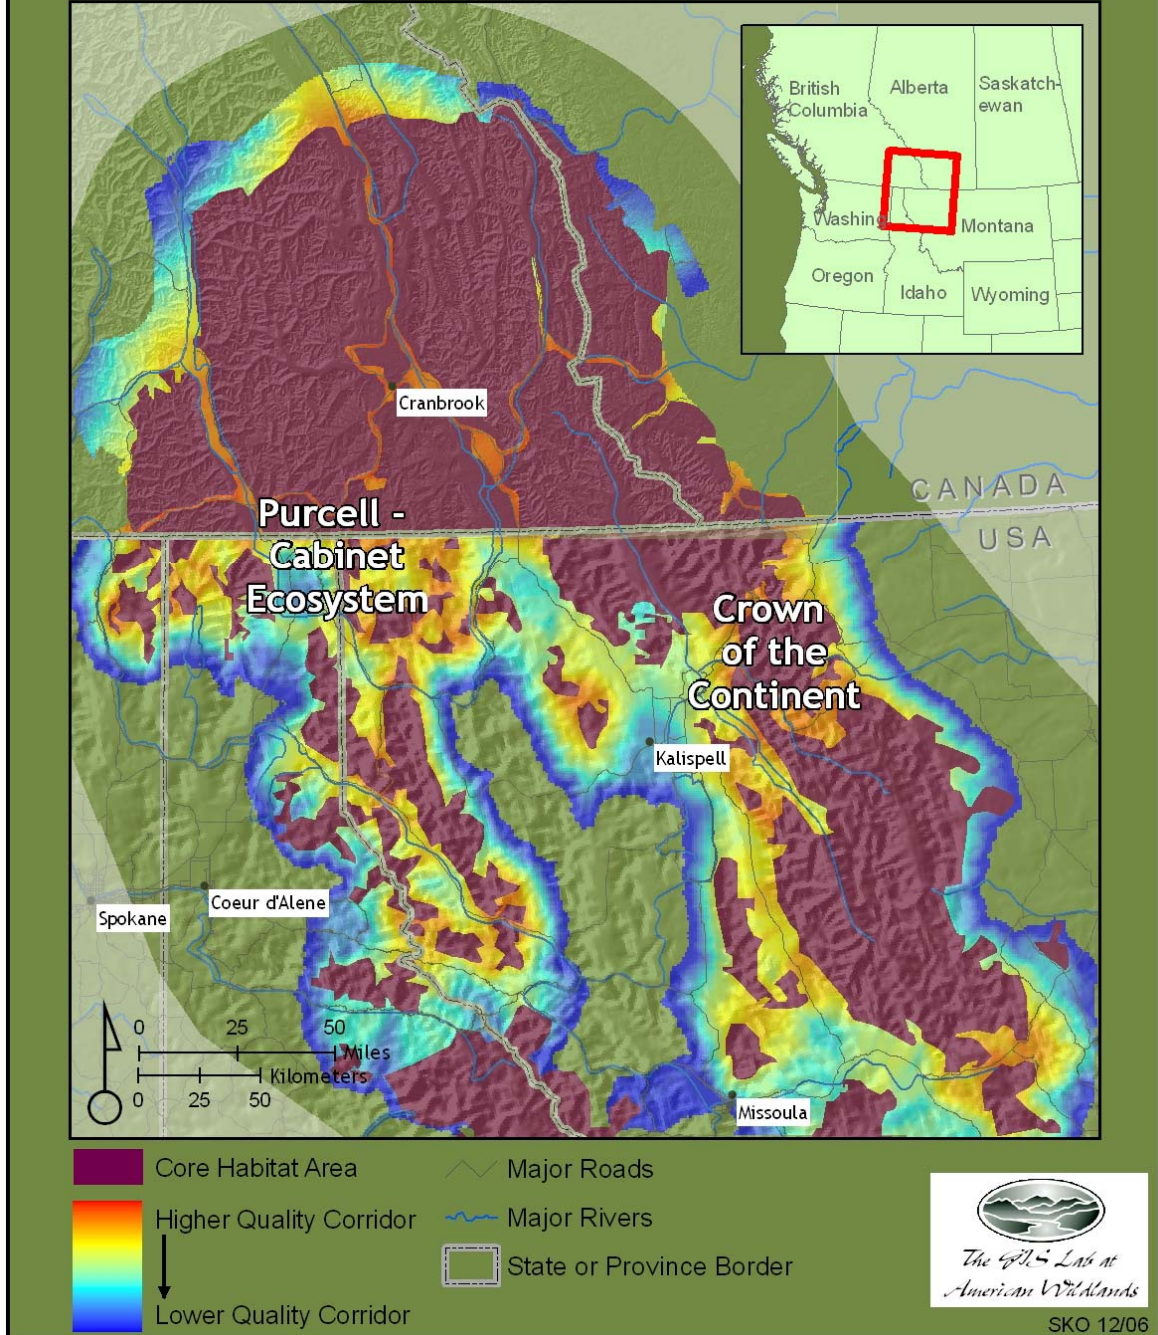 British
Columbia
Alberta
Saskatch-
ewan
Washing
Montana
Oregon
Idaho
Wyoming
Cranbrook
CANADA
USA
Purcell -
Cabinet
Ecosystem
Crown
of the
Continent
Kalispell
Coeur d'Alene
Spokane
0 25 50
Miles
Kilometers
0 25 50
Missoula
Core Habitat Area
Major Roads
Higher Quality Corridor
Major Rivers
State or Province Border
Lower Quality Corridor
The GIS Lab at
American Wildlands
SKO 12/06